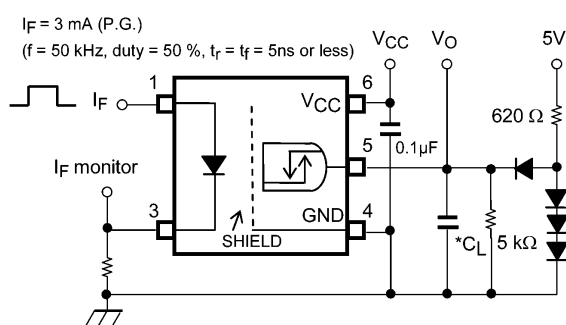 IF = 3 mA (P.G.)
(f = 50 kHz, duty = 50 %, tr = tf = 5ns or less)
VCC
VO
5V
1
6
IF
VCC
620 Ω
0.1μF
5
IF monitor
3
GND
4
SHIELD
*CL
5 kΩ